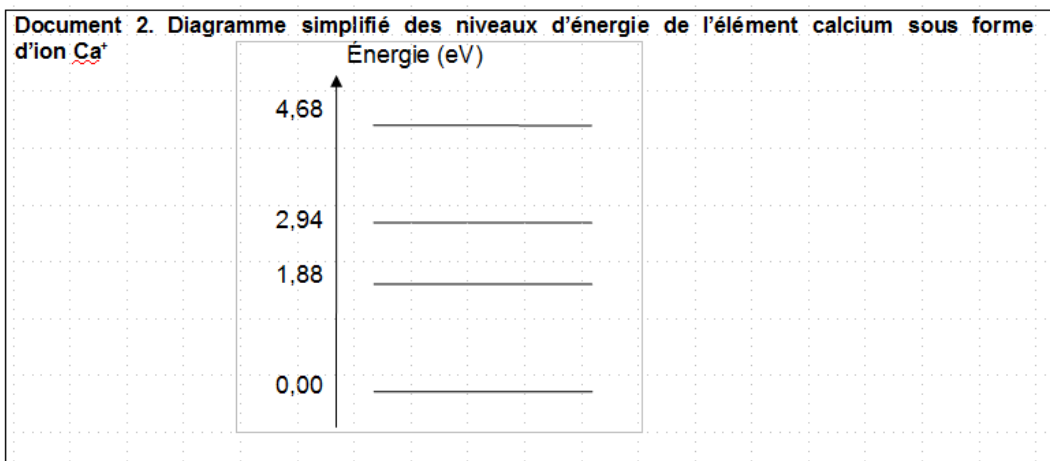 Document 2. Diagramme simplifié des niveaux d'énergie de l'élément calcium sous forme
d'ion Ca⁺
Énergie (eV)
4,68
2,94
1,88
0,00